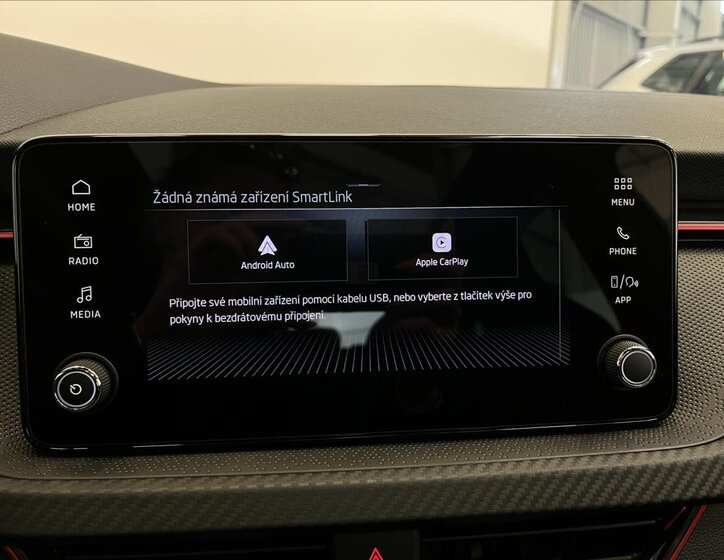 Žádná známá zařízení SmartLink
HOME
RADIO
MEDIA
Android Auto
Apple CarPlay
Připojte své mobilní zařízení pomocí kabelu USB, nebo vyberte z tlačítek výše pro
pokyny k bezdrátovému připojení.
MENU
PHONE
APP